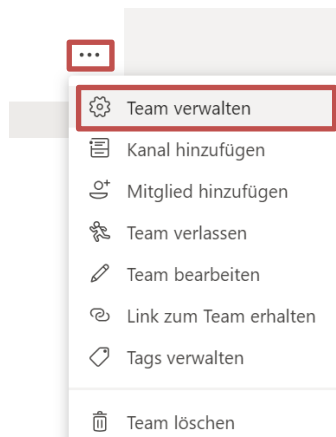 Team verwalten
Kanal hinzufügen
Mitglied hinzufügen
Team verlassen
Team bearbeiten
Link zum Team erhalten
Tags verwalten
Team löschen